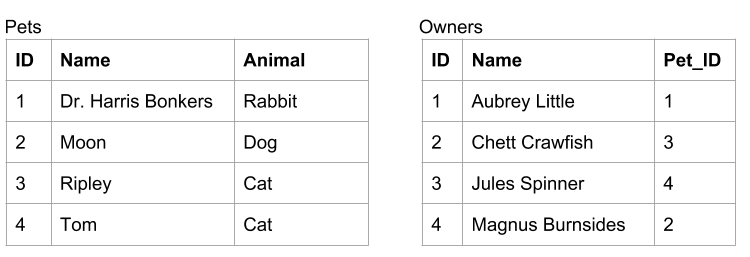 Pets
ID Name Animal
1 Dr. Harris Bonkers Rabbit
2 Moon Dog
3 Ripley Cat
4 Tom Cat
Owners
ID Name Pet_ID
1 Aubrey Little 1
2 Chett Crawfish 3
3 Jules Spinner 4
4 Magnus Burnsides 2